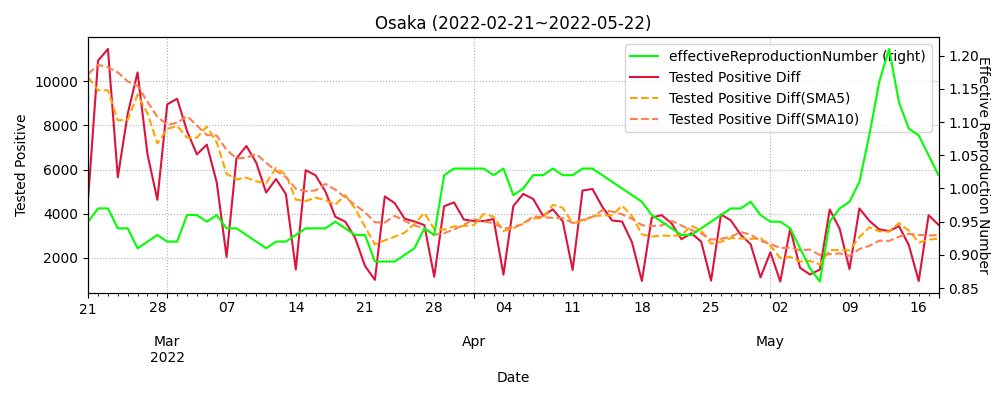 Osaka (2022-02-21~2022-05-22)
effectiveReproductionNumber (right)
Tested Positive Diff
Tested Positive Diff(SMA5)
Tested Positive Diff(SMA10)
Tested Positive
10000
8000
6000
4000
2000
1.20
1.15
1.10
1.05
1.00
0.95
0.90
0.85
Effective Reproduction Number
21 28 07 14 21 28 04 11 18 25 02 09 16
Mar Apr May
2022
Date